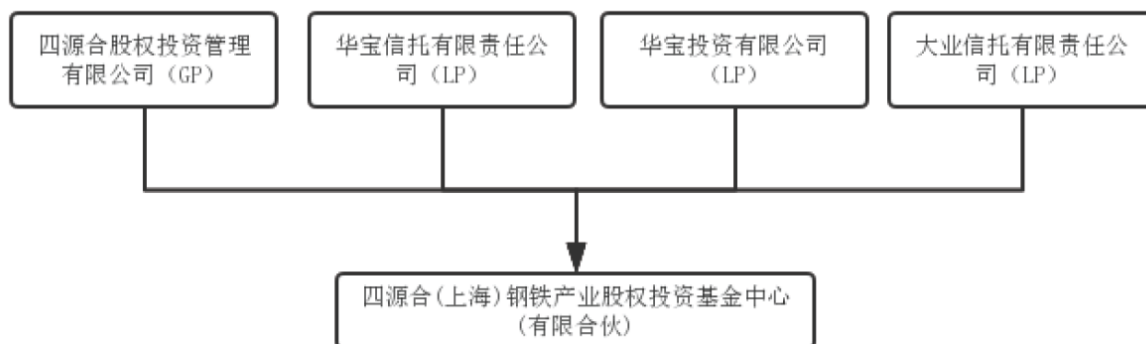 四源合股权投资管理
有限公司（GP）
华宝信托有限责任公
司（LP）
华宝投资有限公司
（LP）
大业信托有限责任公
司（LP）
四源合(上海)钢铁产业股权投资基金中心
(有限合伙)